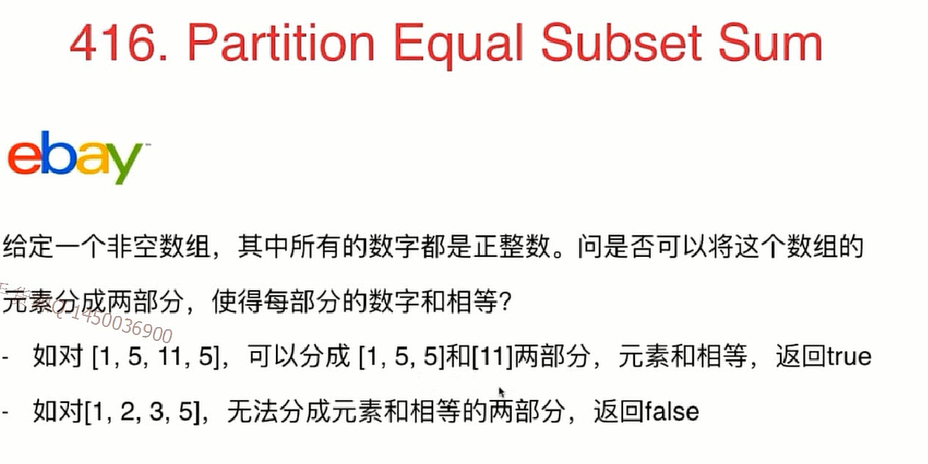 416. Partition Equal Subset Sum
ebay
给定一个非空数组，其中所有的数字都是正整数。问是否可以将这个数组的
元素分成两部分，使得每部分的数字和相等？
1450036900
- 如对 [1, 5, 11, 5]，可以分成 [1, 5, 5]和[11]两部分，元素和相等，返回true
- 如对[1, 2, 3, 5]，无法分成元素和相等的两部分，返回false